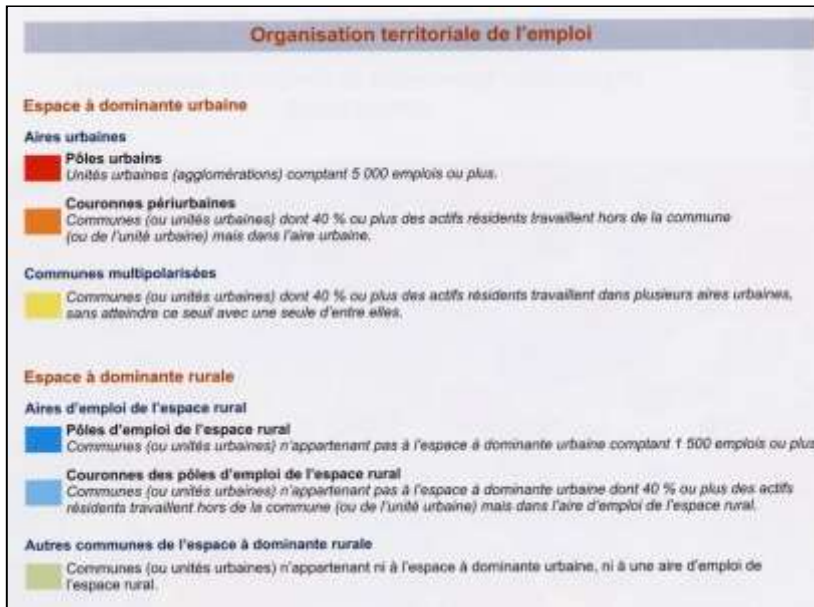 Organisation territoriale de l'emploi
Espace à dominante urbaine
Aires urbaines
Pôles urbains
Unités urbaines (agglomérations) comptant 5 000 emplois ou plus.
Couronnes périurbaines
Communes (ou unités urbaines) dont 40 % ou plus des actifs résidents travaillent hors de la commune
(ou de l'unité urbaine) mais dans l'aire urbaine.
Communes multipolarisées
Communes (ou unités urbaines) dont 40 % ou plus des actifs résidents travaillent dans plusieurs aires urbaines,
sans atteindre ce seuil avec une seule d'entre elles.
Espace à dominante rurale
Aires d'emploi de l'espace rural
Pôles d'emploi de l'espace rural
Communes (ou unités urbaines) n'appartenant pas à l'espace à dominante urbaine comptant 1 500 emplois ou plus
Couronnes des pôles d'emploi de l'espace rural
Communes (ou unités urbaines) n'appartenant pas à l'espace à dominante urbaine dont 40 % ou plus des actifs
résidents travaillent hors de la commune (ou de l'unité urbaine) mais dans l'aire d'emploi de l'espace rural.
Autres communes de l'espace à dominante rurale
Communes (ou unités urbaines) n'appartenant ni à l'espace à dominante urbaine, ni à une aire d'emploi de
l'espace rural.